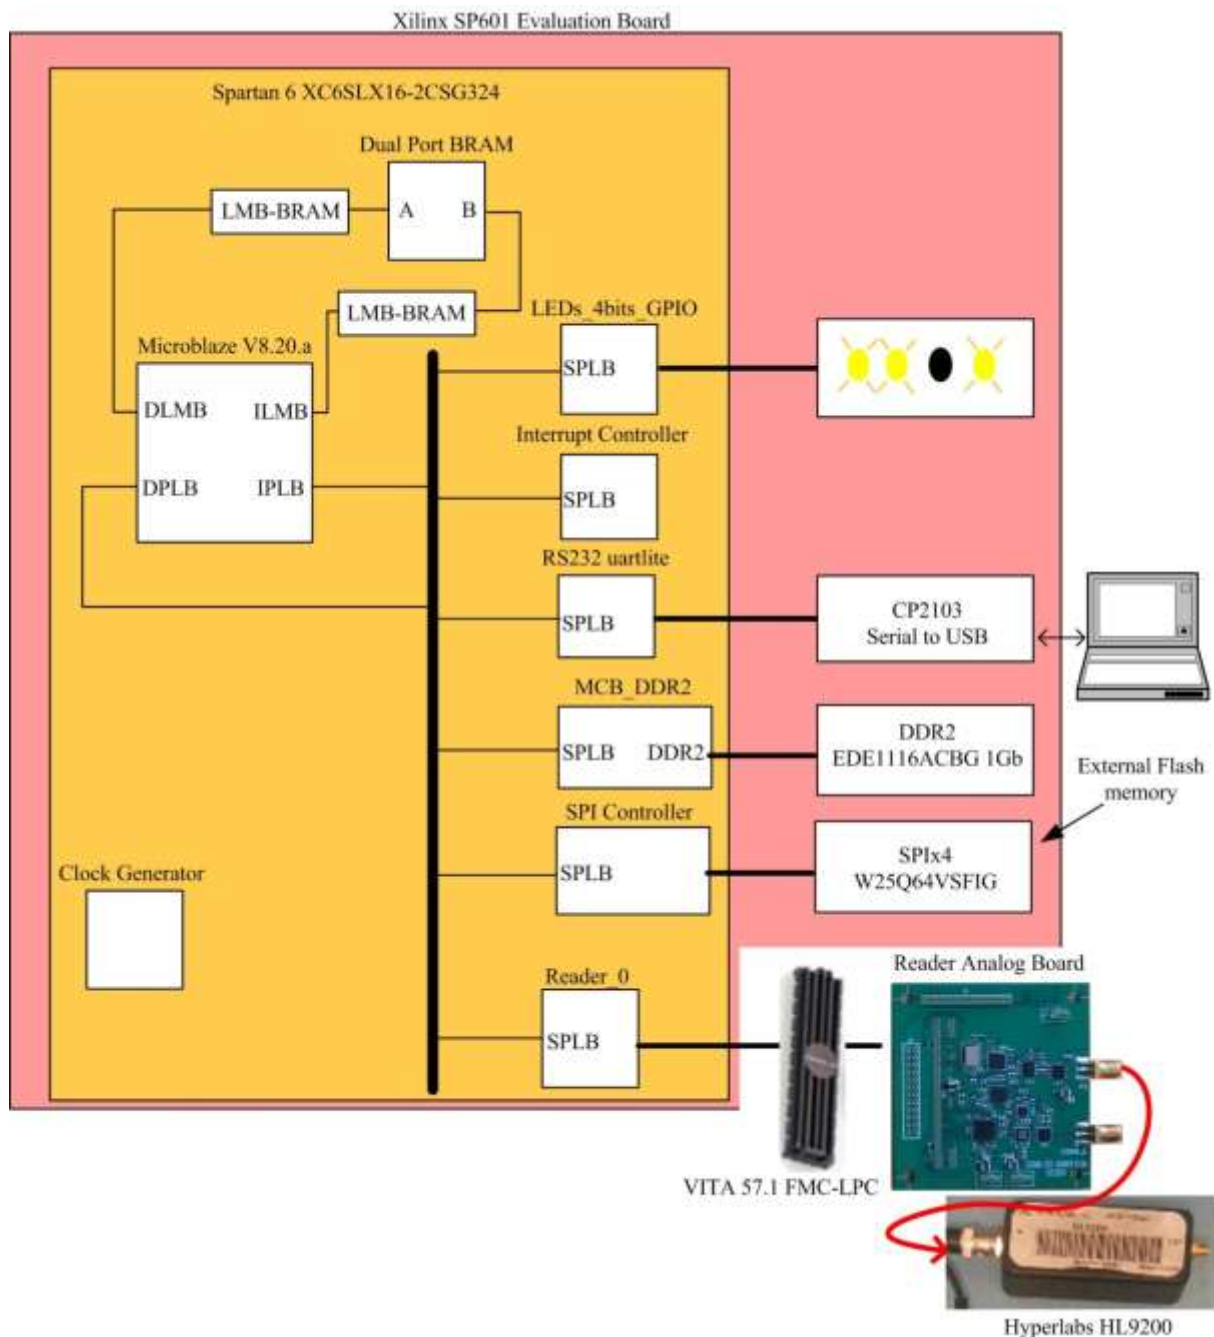 Xilinx SP601 Evaluation Board
Spartan 6 XC6SLX16-2CSG324
Dual Port BRAM
LMB-BRAM
A
B
LMB-BRAM
LEDs_4bits_GPIO
SPLB
Microblaze V8.20.a
DLMB
ILMB
DPLB
IPLB
Interrupt Controller
SPLB
RS232 uartlite
SPLB
CP2103
Serial to USB
MCB_DDR2
SPLB
DDR2
DDR2
EDE1116ACBG 1Gb
External Flash
memory
SPI Controller
SPLB
SPIx4
W25Q64VSFIG
Clock Generator
Reader_0
SPLB
Reader Analog Board
VITA 57.1 FMC-LPC
Hyperlabs HL9200